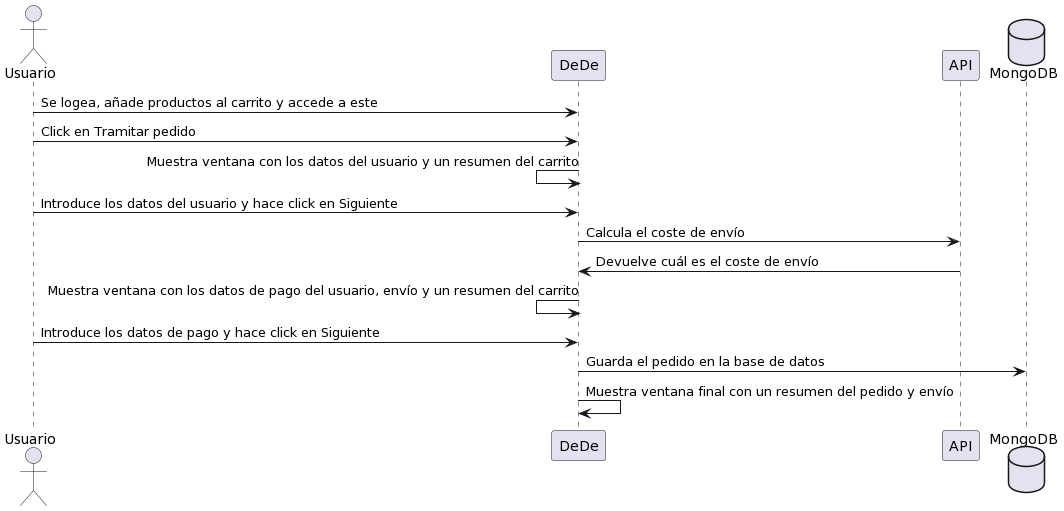 Usuario
DeDe
API
MongoDB
Se logea, añade productos al carrito y accede a este
Click en Tramitar pedido
Muestra ventana con los datos del usuario y un resumen del carrito
Introduce los datos del usuario y hace click en Siguiente
Calcula el coste de envío
Devuelve cuál es el coste de envío
Muestra ventana con los datos de pago del usuario, envío y un resumen del carrito
Introduce los datos de pago y hace click en Siguiente
Guarda el pedido en la base de datos
Muestra ventana final con un resumen del pedido y envío
Usuario
DeDe
API
MongoDB